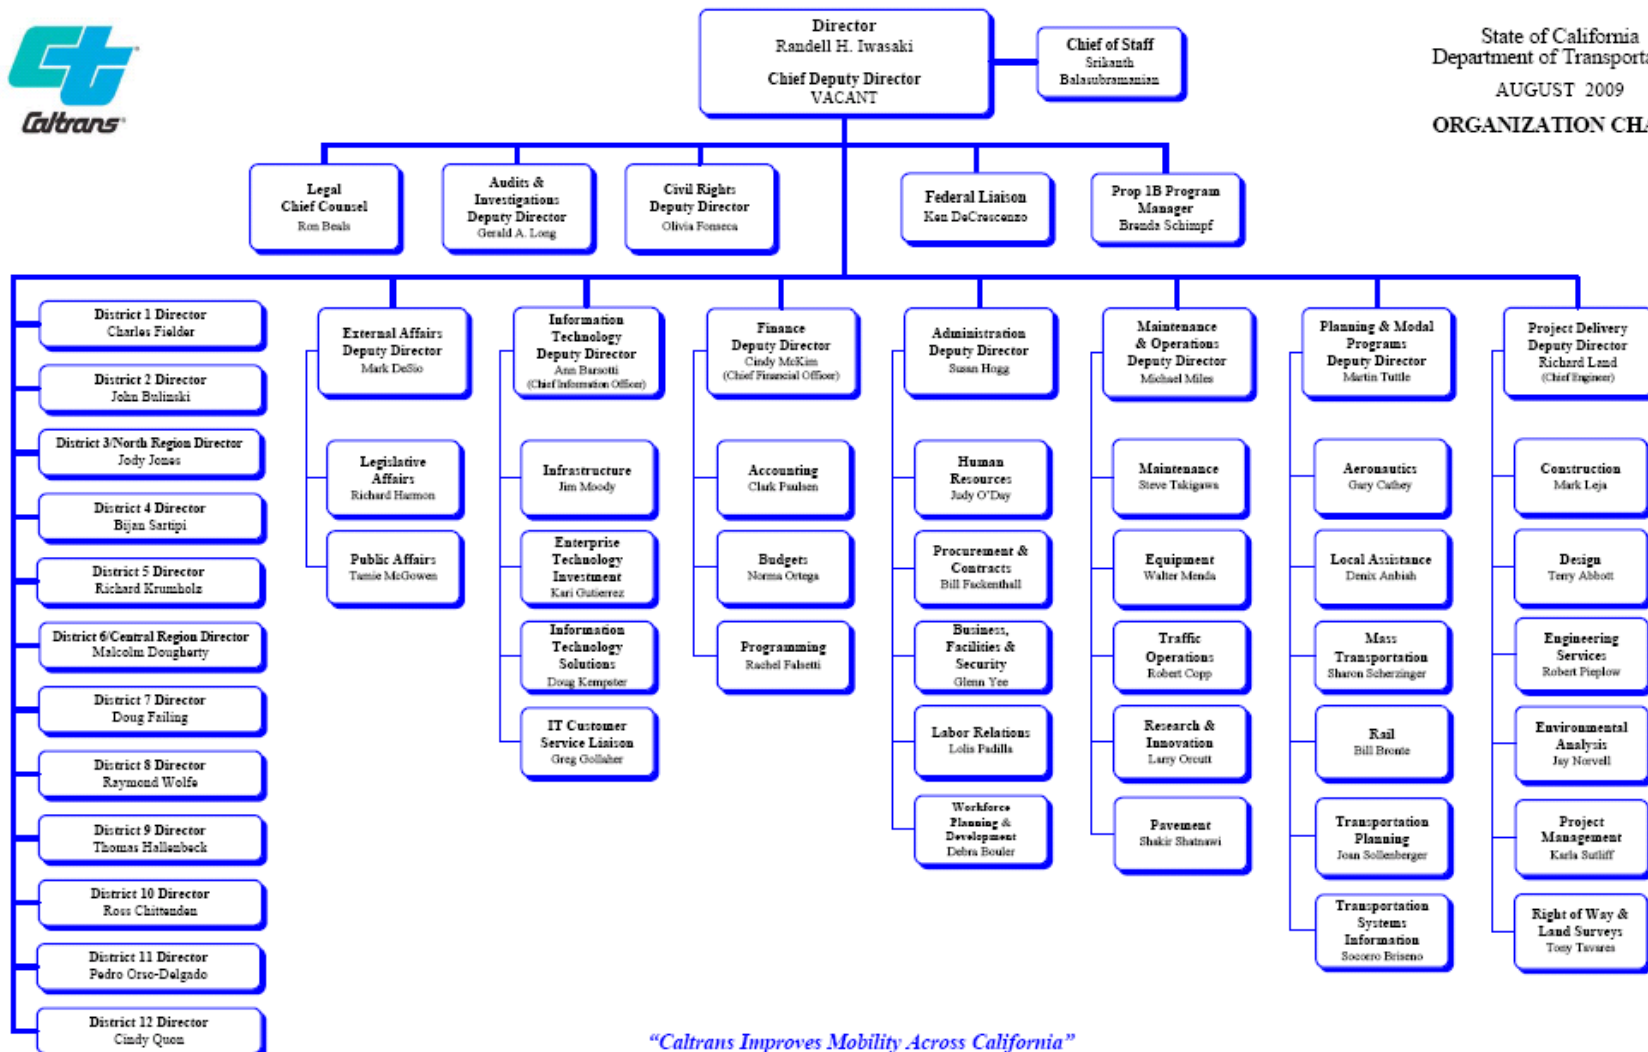 Caltrans
Director
Randell H. Iwasaki
Chief Deputy Director
VACANT
Chief of Staff
Srikanth
Balasubramanian
State of California
Department of Transporta
AUGUST 2009
ORGANIZATION CHA
Legal
Chief Counsel
Ron Beals
Audits &
Investigations
Deputy Director
Gerald A. Long
Civil Rights
Deputy Director
Olivia Fonseca
Federal Liaison
Ken DeCrescenzo
Prop 1B Program
Manager
Brenda Schimpf
District 1 Director
Charles Fielder
District 2 Director
John Bulinski
District 3/North Region Director
Jody Jones
District 4 Director
Bijan Sartipi
District 5 Director
Richard Krumholz
District 6/Central Region Director
Malcolm Dougherty
District 7 Director
Doug Failing
District 8 Director
Raymond Wolfe
District 9 Director
Thomas Hallenbeck
District 10 Director
Ross Chittenden
District 11 Director
Pedro Orso-Delgado
District 12 Director
Cindy Quon
External Affairs
Deputy Director
Mark DeSio
Legislative
Affairs
Richard Harmon
Public Affairs
Tamie McGowen
Information
Technology
Deputy Director
Ann Barsotti
(Chief Information Officer)
Infrastructure
Jim Moody
Enterprise
Technology
Investment
Kari Gutierrez
Information
Technology
Solutions
Doug Kempster
IT Customer
Service Liaison
Greg Gollaher
Finance
Deputy Director
Cindy McKim
(Chief Financial Officer)
Accounting
Clark Paulsen
Budgets
Norma Ortega
Programming
Rachel Falsetti
Administration
Deputy Director
Susan Hogg
Human
Resources
Judy O'Day
Procurement &
Contracts
Bill Fackenthall
Business,
Facilities &
Security
Glenn Yee
Labor Relations
Lolis Padilla
Workforce
Planning &
Development
Debra Bouler
Maintenance
& Operations
Deputy Director
Michael Miles
Maintenance
Steve Takigawa
Equipment
Walter Menda
Traffic
Operations
Robert Copp
Research &
Innovation
Larry Orcutt
Pavement
Shakir Shatnawi
Planning & Modal
Programs
Deputy Director
Martin Tuttle
Aeronautics
Gary Cathey
Local Assistance
Denix Anbiah
Mass
Transportation
Sharon Scherzinger
Rail
Bill Bronte
Transportation
Planning
Joan Sollenberger
Transportation
Systems
Information
Socorro Briseno
Project Delivery
Deputy Director
Richard Land
(Chief Engineer)
Construction
Mark Leja
Design
Terry Abbott
Engineering
Services
Robert Pieplow
Environmental
Analysis
Jay Norvell
Project
Management
Karla Sutliff
Right of Way &
Land Surveys
Tony Tavares
“Caltrans Improves Mobility Across California”